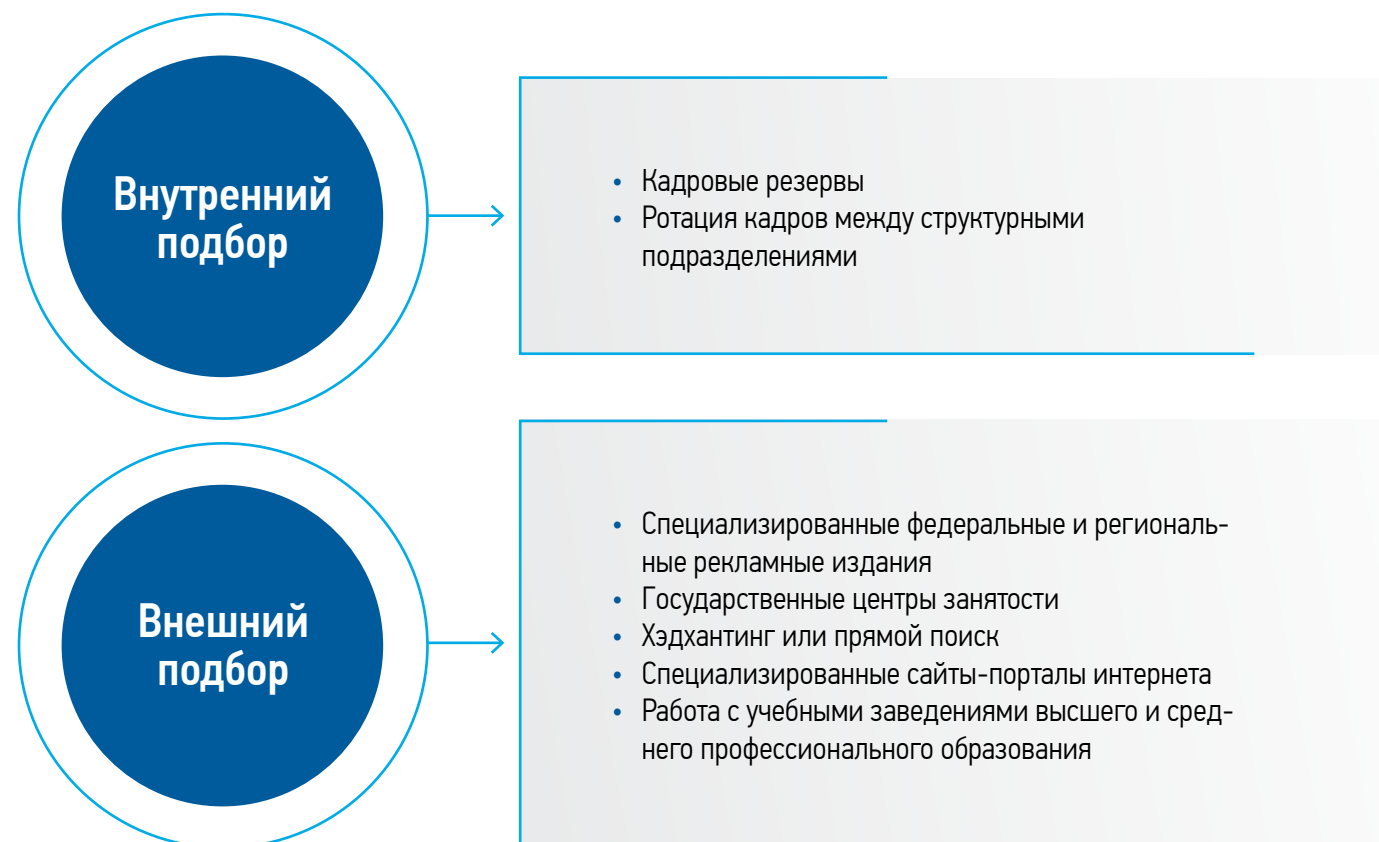 Внутренний
подбор
• Кадровые резервы
• Ротация кадров между структурными
подразделениями
Внешний
подбор
• Специализированные федеральные и региональ-
ные рекламные издания
• Государственные центры занятости
• Хэдхантинг или прямой поиск
• Специализированные сайты-порталы интернета
• Работа с учебными заведениями высшего и сред-
него профессионального образования